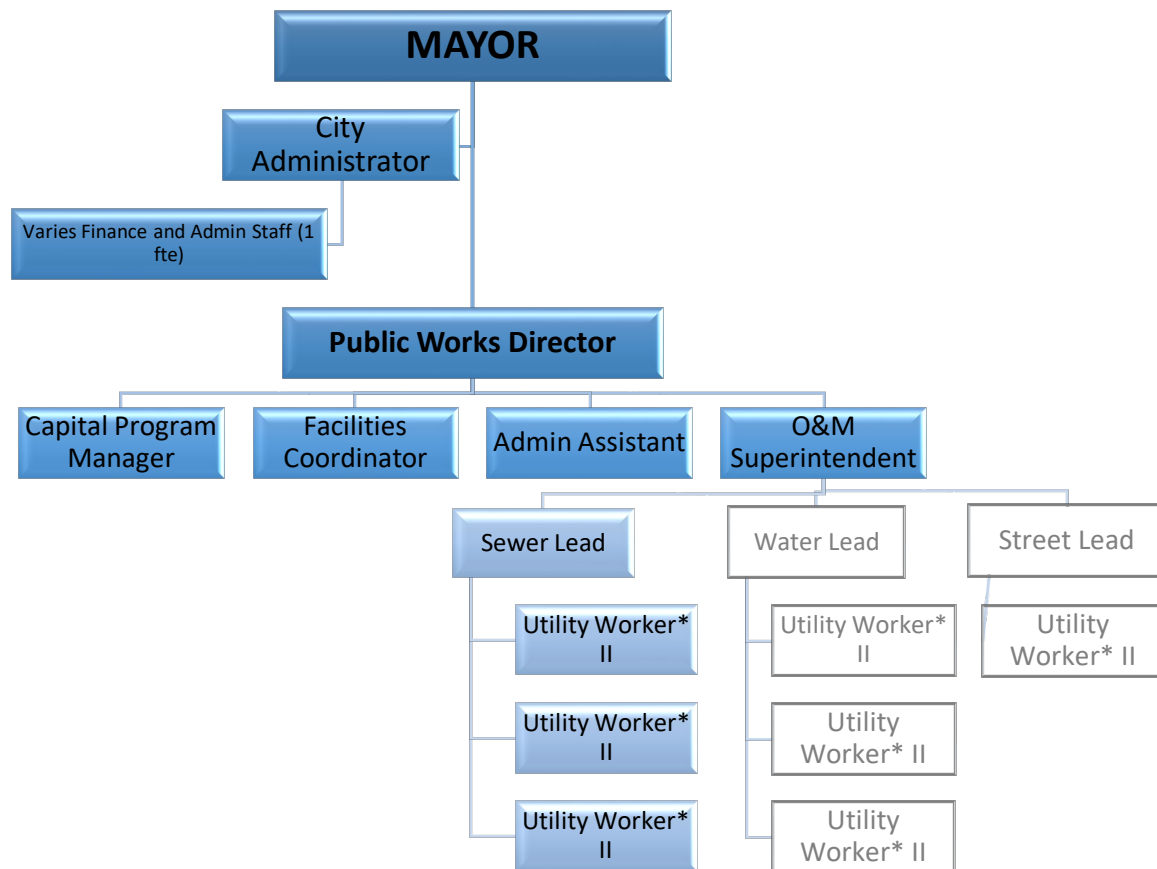 MAYOR
City
Administrator
Varies Finance and Admin Staff (1
fte)
Public Works Director
Capital Program
Manager
Facilities
Coordinator
Admin Assistant
O&M
Superintendent
Sewer Lead
Water Lead
Street Lead
Utility Worker*
II
Utility Worker*
II
Utility Worker*
II
Utility Worker*
II
Utility
Worker* II
Utility
Worker* II
Utility
Worker* II